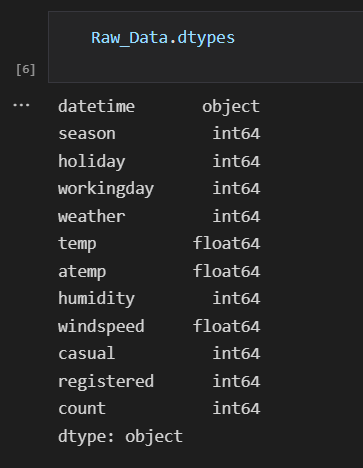 Raw_Data.dtypes
[6]
... datetime object
season int64
holiday int64
workingday int64
weather int64
temp float64
atemp float64
humidity int64
windspeed float64
casual int64
registered int64
count int64
dtype: object